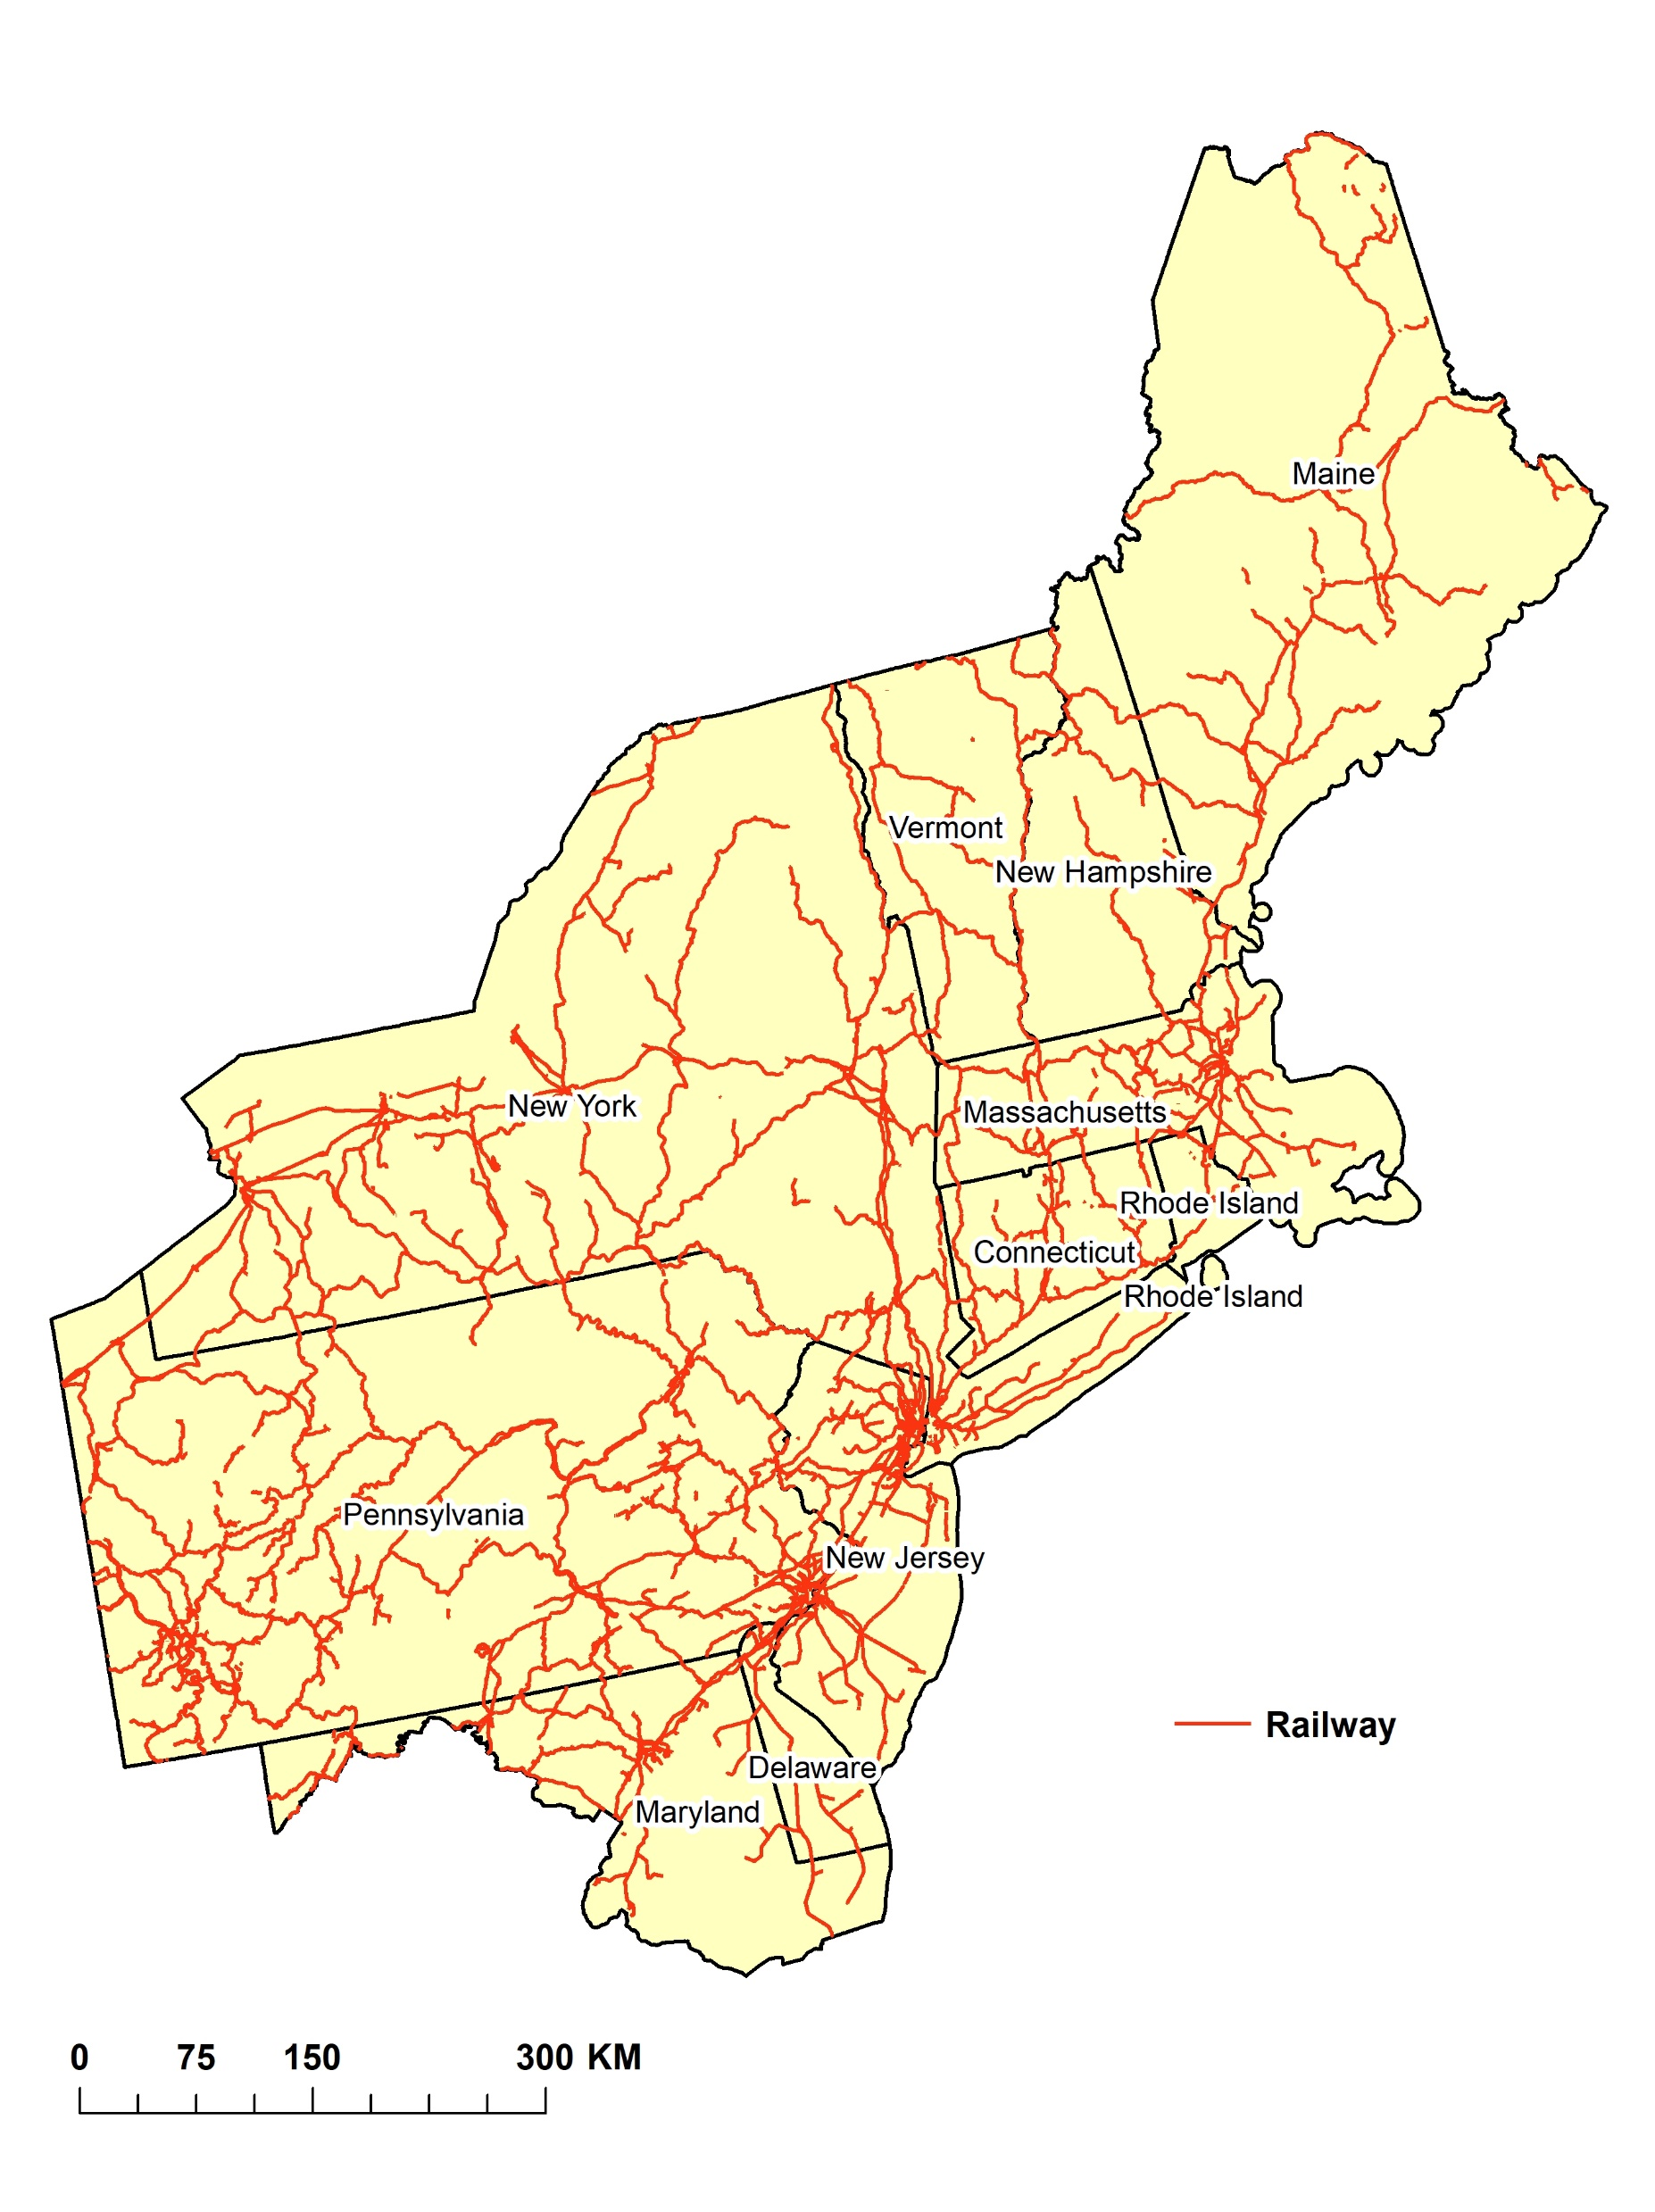 Maine
Vermont
New Hampshire
New York
Massachusetts
Rhode Island
Connecticut
Rhode Island
Pennsylvania
New Jersey
Railway
Delaware
Maryland
0 75 150 300 KM